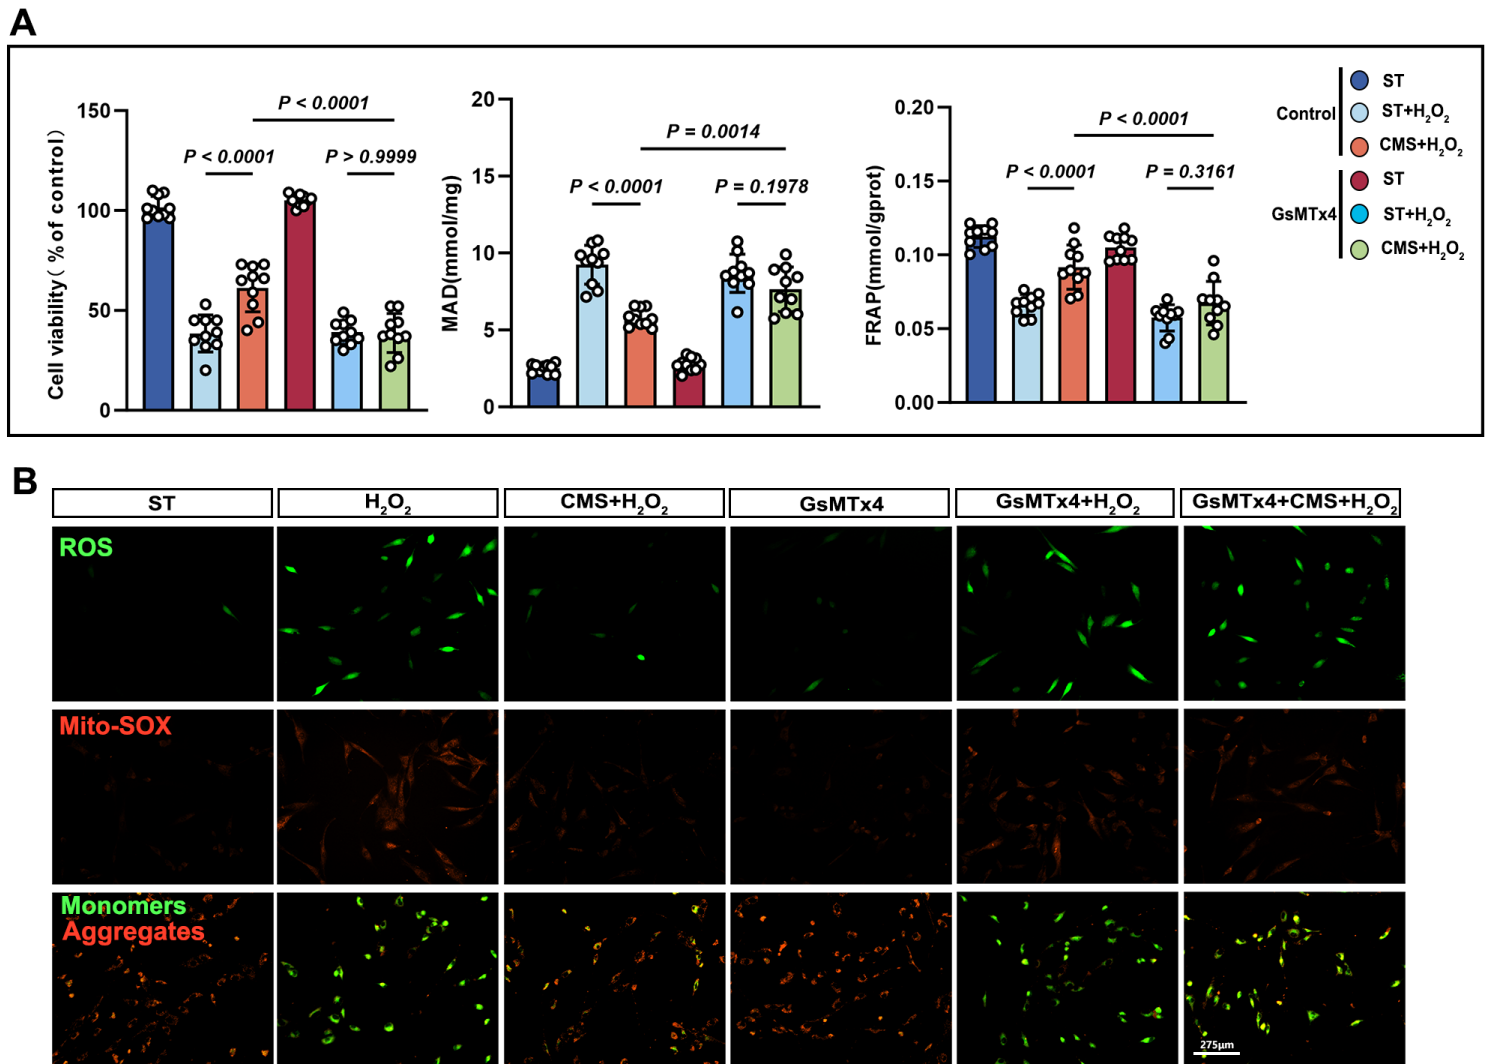 A
Cell viability( % of control)
150
100
50
0
P < 0.0001
P < 0.0001
P > 0.9999
MAD(mmol/mg)
20
15
10
5
0
P = 0.0014
P < 0.0001
P = 0.1978
FRAP(mmol/gprot)
0.20
0.15
0.10
0.05
0.00
P < 0.0001
P < 0.0001
P = 0.3161
Control
ST
ST+H₂O₂
CMS+H₂O₂
GsMTx4
ST
ST+H₂O₂
CMS+H₂O₂
B
ST
H₂O₂
CMS+H₂O₂
GsMTx4
GsMTx4+H₂O₂
GsMTx4+CMS+H₂O₂
ROS
Mito-SOX
Monomers
Aggregates
275μm